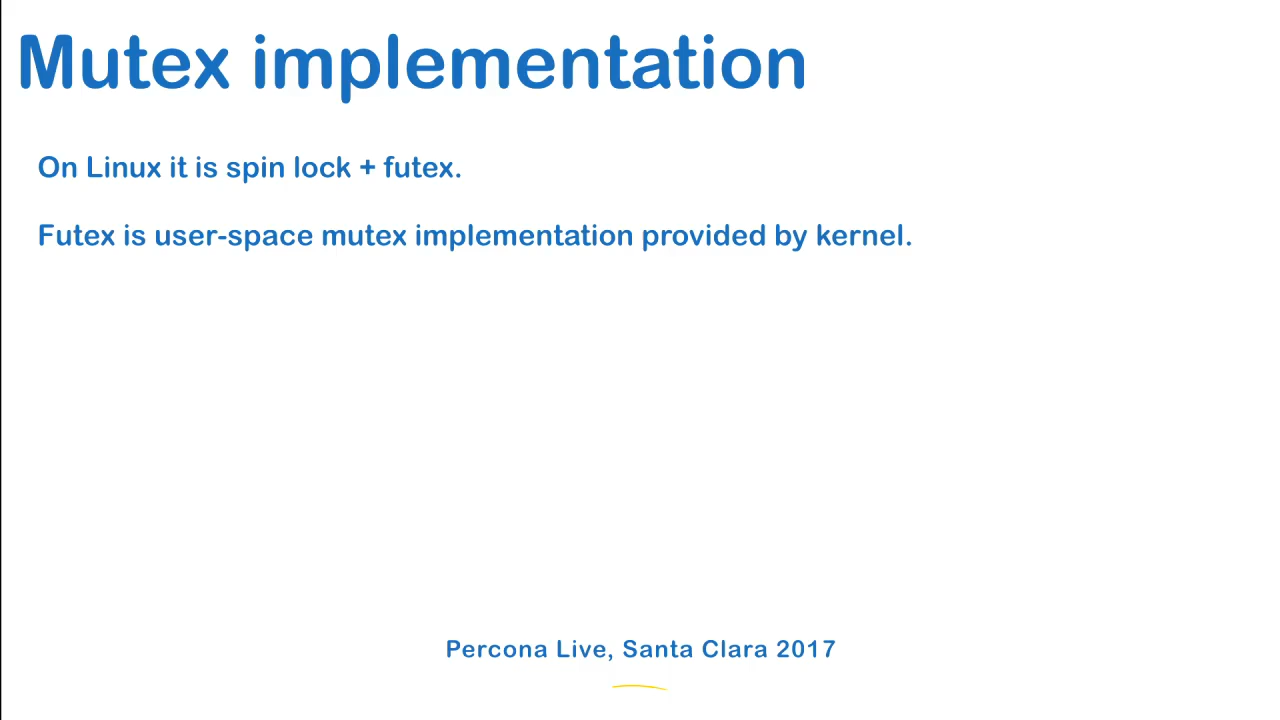 Mutex implementation
On Linux it is spin lock + futex.
Futex is user-space mutex implementation provided by kernel.
Percona Live, Santa Clara 2017